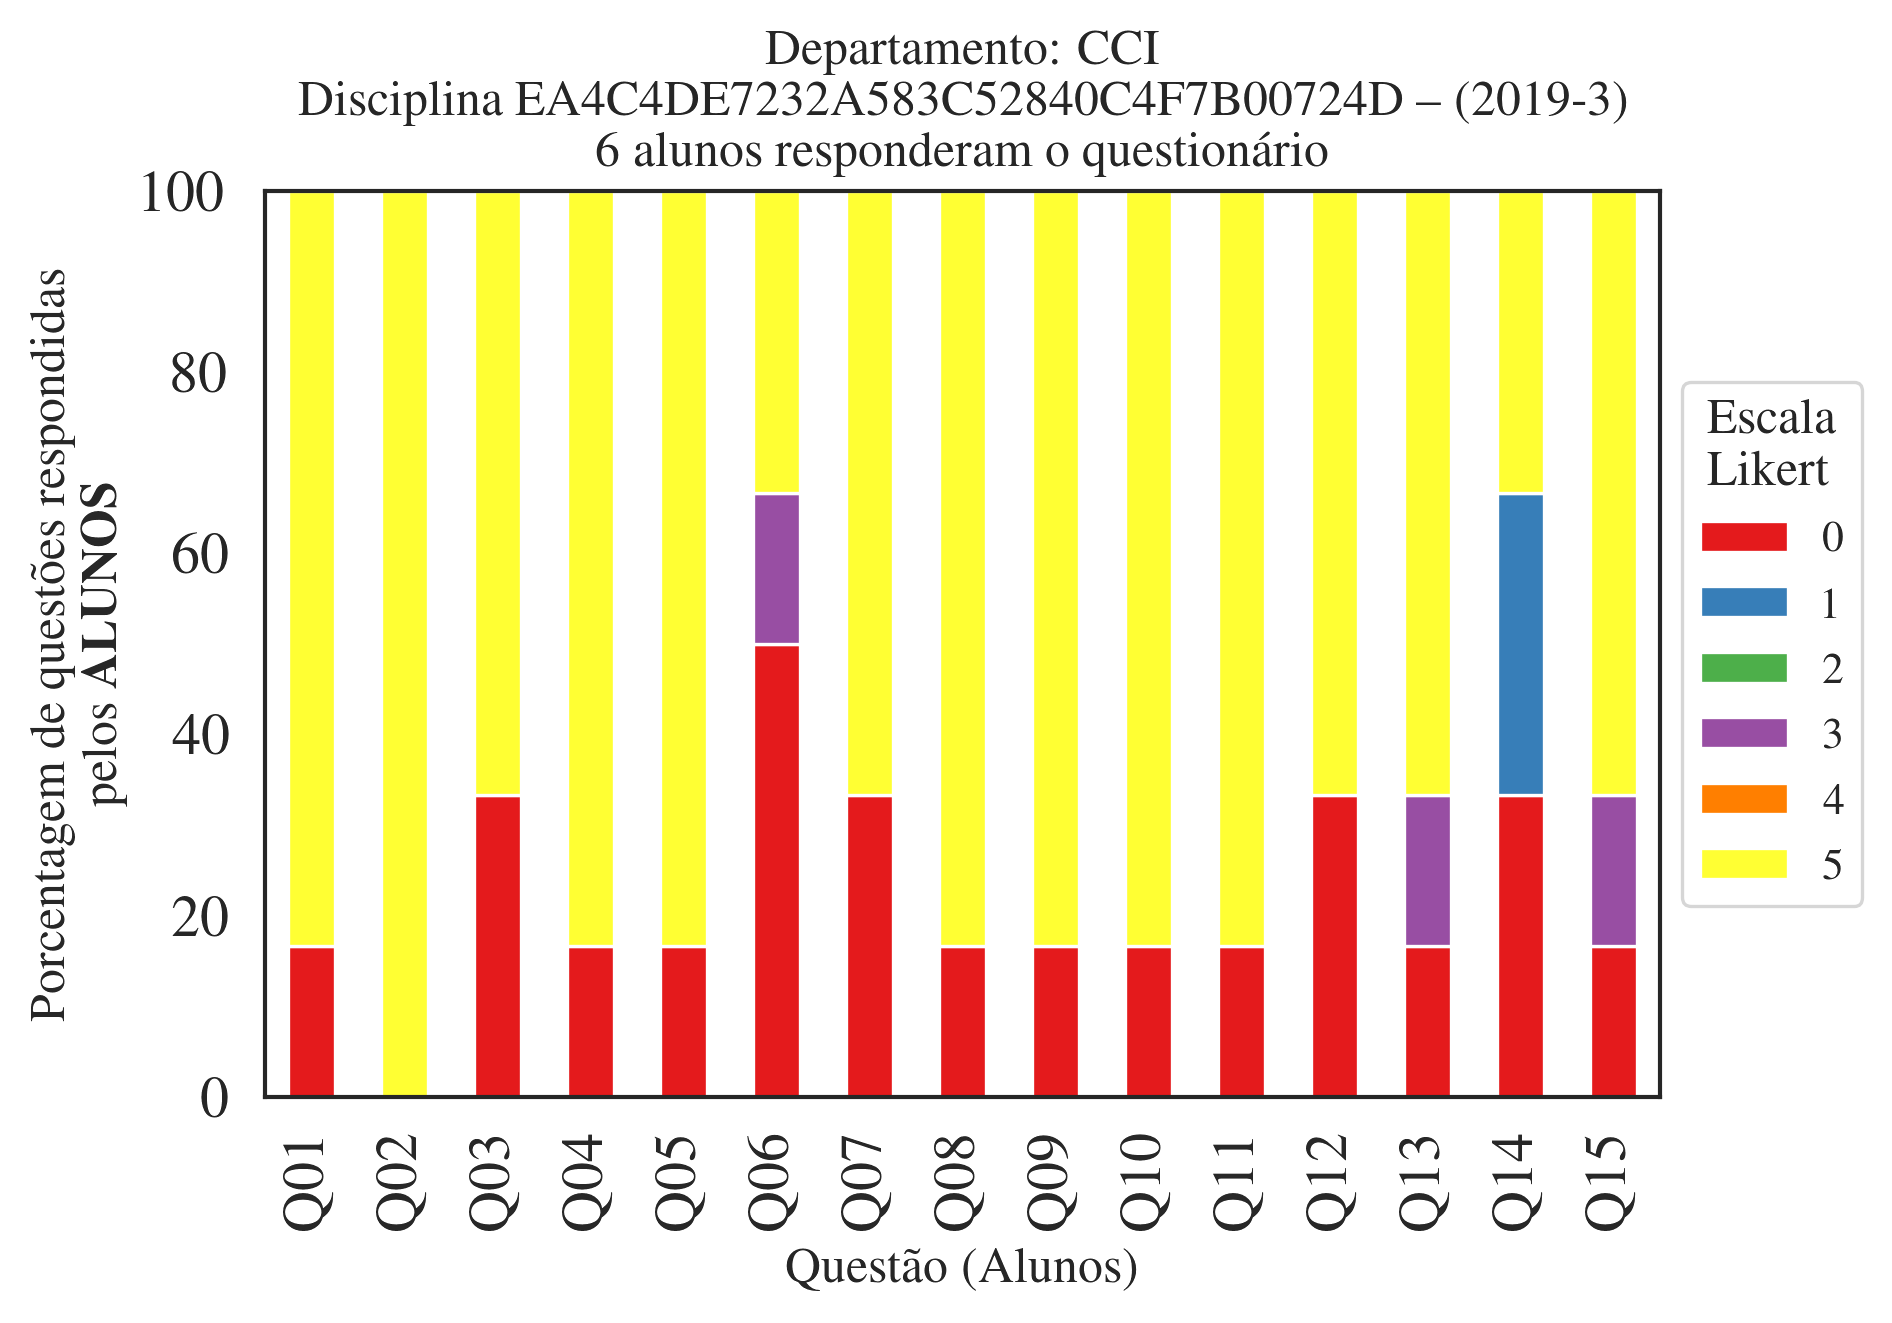 Departamento: CCI
Disciplina EA4C4DE7232A583C52840C4F7B00724D – (2019-3)
6 alunos responderam o questionário
Porcentagem de questões respondidas
pelos ALUNOS
100
80
60
40
20
0
Q01
Q02
Q03
Q04
Q05
Q06
Q07
Q08
Q09
Q10
Q11
Q12
Q13
Q14
Q15
Questão (Alunos)
Escala
Likert
0
1
2
3
4
5